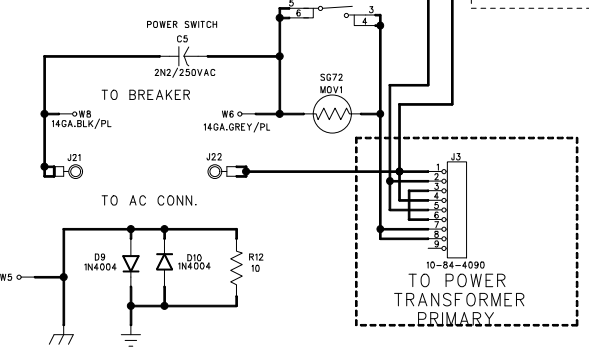 5
6
3
4
POWER SWITCH
C5
2N2/250VAC
TO BREAKER
SG72
MOV1
W8
14GA.BLK/PL
W6
14GA.GREY/PL
J21
J22
J3
1
2
3
4
5
6
7
8
9
TO AC CONN.
10-84-4090
TO POWER
TRANSFORMER
PRIMARY
D9
1N4004
D10
1N4004
R12
10
W5